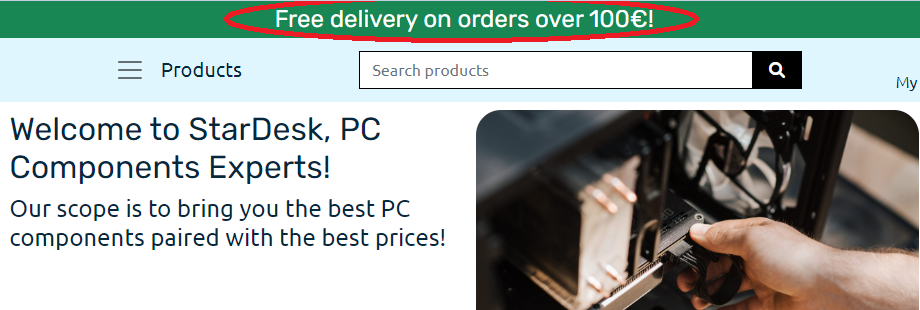 Free delivery on orders over 100€!
Products
Search products
My
Welcome to StarDesk, PC
Components Experts!
Our scope is to bring you the best PC
components paired with the best prices!